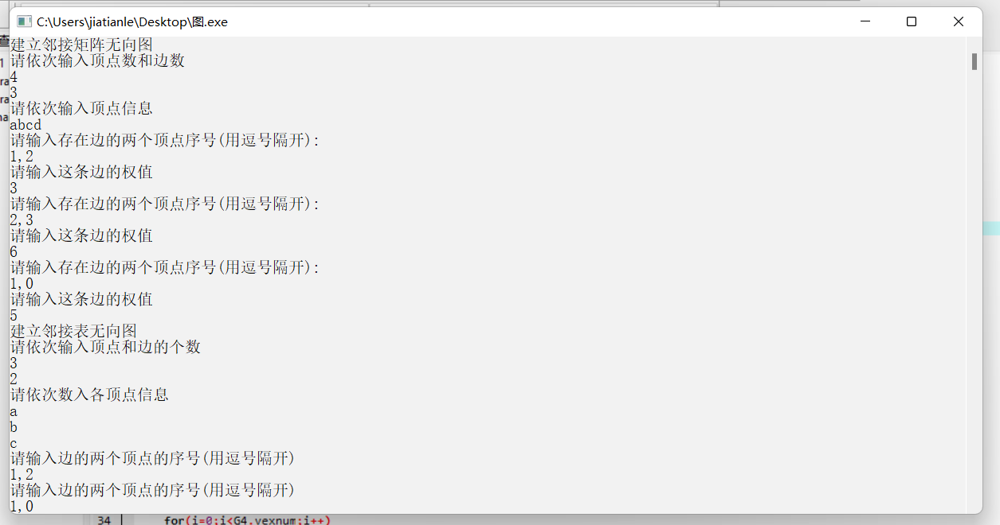 C:\Users\jiatianle\Desktop\图.exe
建立邻接矩阵无向图
请依次输入顶点数和边数
4
3
请依次输入顶点信息
abcd
请输入存在边的两个顶点序号(用逗号隔开):
1,2
请输入这条边的权值
3
请输入存在边的两个顶点序号(用逗号隔开):
2,3
请输入这条边的权值
6
请输入存在边的两个顶点序号(用逗号隔开):
1,0
请输入这条边的权值
5
建立邻接表无向图
请依次输入顶点和边的个数
3
2
请依次数入各顶点信息
a
b
c
请输入边的两个顶点的序号(用逗号隔开)
1,2
请输入边的两个顶点的序号(用逗号隔开)
1,0
34 for(i=0;i<G4.vexnum;i++)